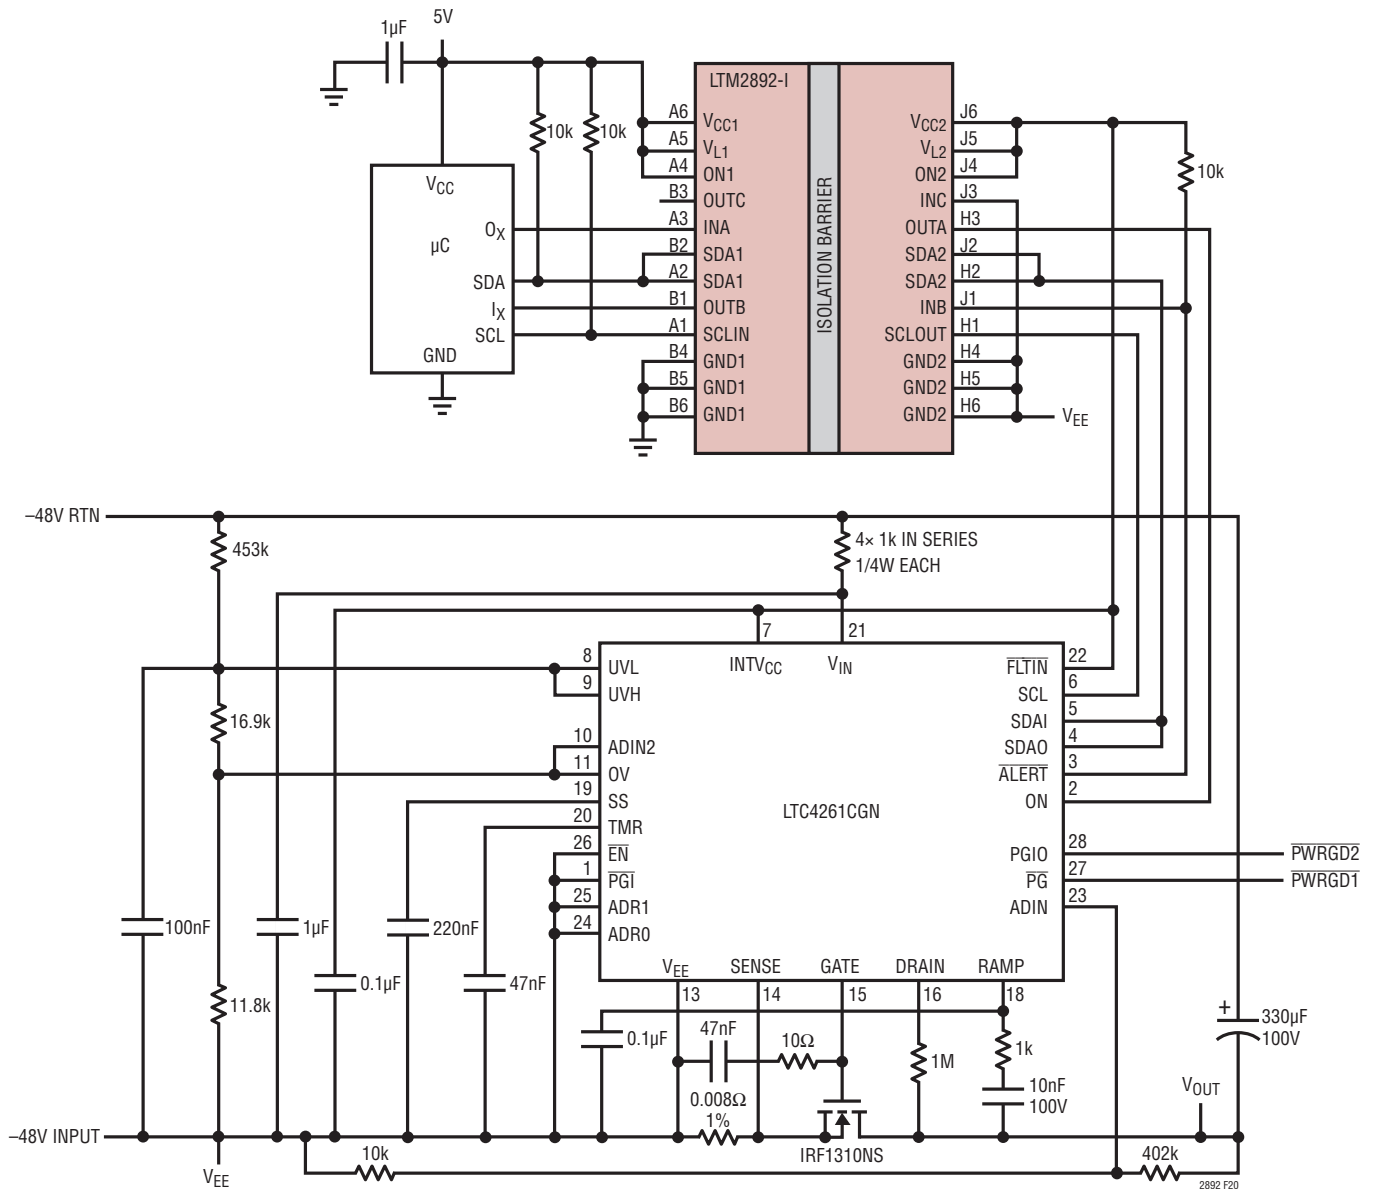 5V
1µF
LTM2892-I
10k
10k
A6
VCC1
A5
VL1
A4
ON1
B3
OUTC
A3
INA
B2
SDA1
A2
SDA1
B1
OUTB
A1
SCLIN
B4
GND1
B5
GND1
B6
GND1
ISOLATION BARRIER
VCC2
J6
VL2
J5
ON2
J4
INC
J3
OUTA
H3
SDA2
J2
SDA2
H2
INB
J1
SCLOUT
H1
GND2
H4
GND2
H5
GND2
H6
VEE
10k
VCC
µC
OX
SDA
IX
SCL
GND
–48V RTN
453k
4× 1k IN SERIES
1/4W EACH
7
21
INTVCC
VIN
8
UVL
9
UVH
10
ADIN2
11
OV
19
SS
20
TMR
26
EN
1
PGI
25
ADR1
24
ADR0
16.9k
LTC4261CGN
FLTIN
22
SCL
6
SDAI
5
SDAO
4
ALERT
3
ON
2
PGIO
28
PWRGD2
PG
27
PWRGD1
ADIN
23
100nF
1µF
0.1µF
220nF
47nF
11.8k
VEE
SENSE
GATE
DRAIN
RAMP
13
14
15
16
18
0.1µF
47nF
10Ω
1M
1k
10nF
100V
+
330µF
100V
0.008Ω
1%
VOUT
–48V INPUT
IRF1310NS
VEE
10k
402k
2892 F20